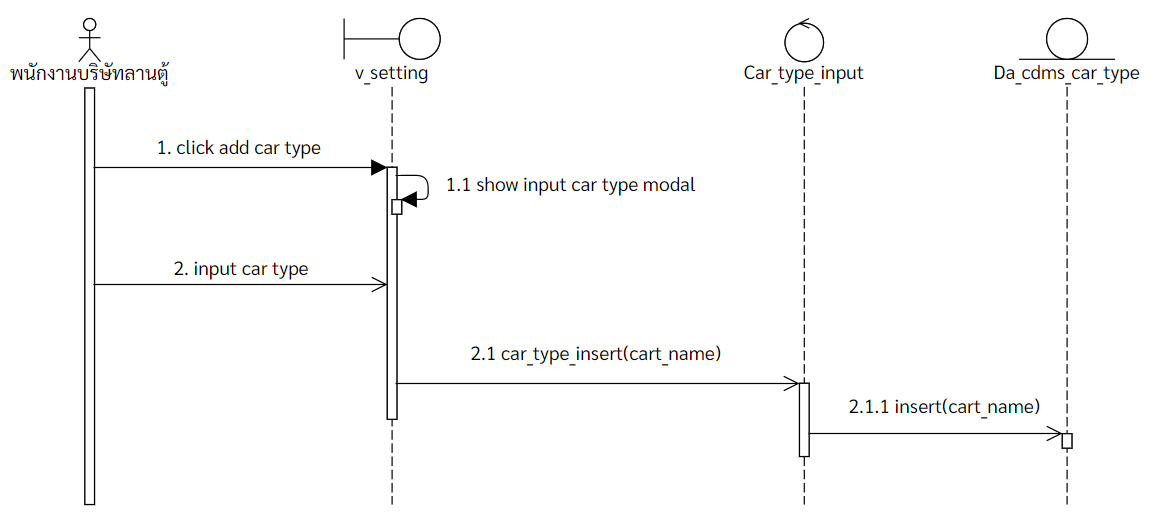 พนักงานบริษัทลานตู้
v_setting
Car_type_input
Da_cdms_car_type
1. click add car type
1.1 show input car type modal
2. input car type
2.1 car_type_insert(cart_name)
2.1.1 insert(cart_name)